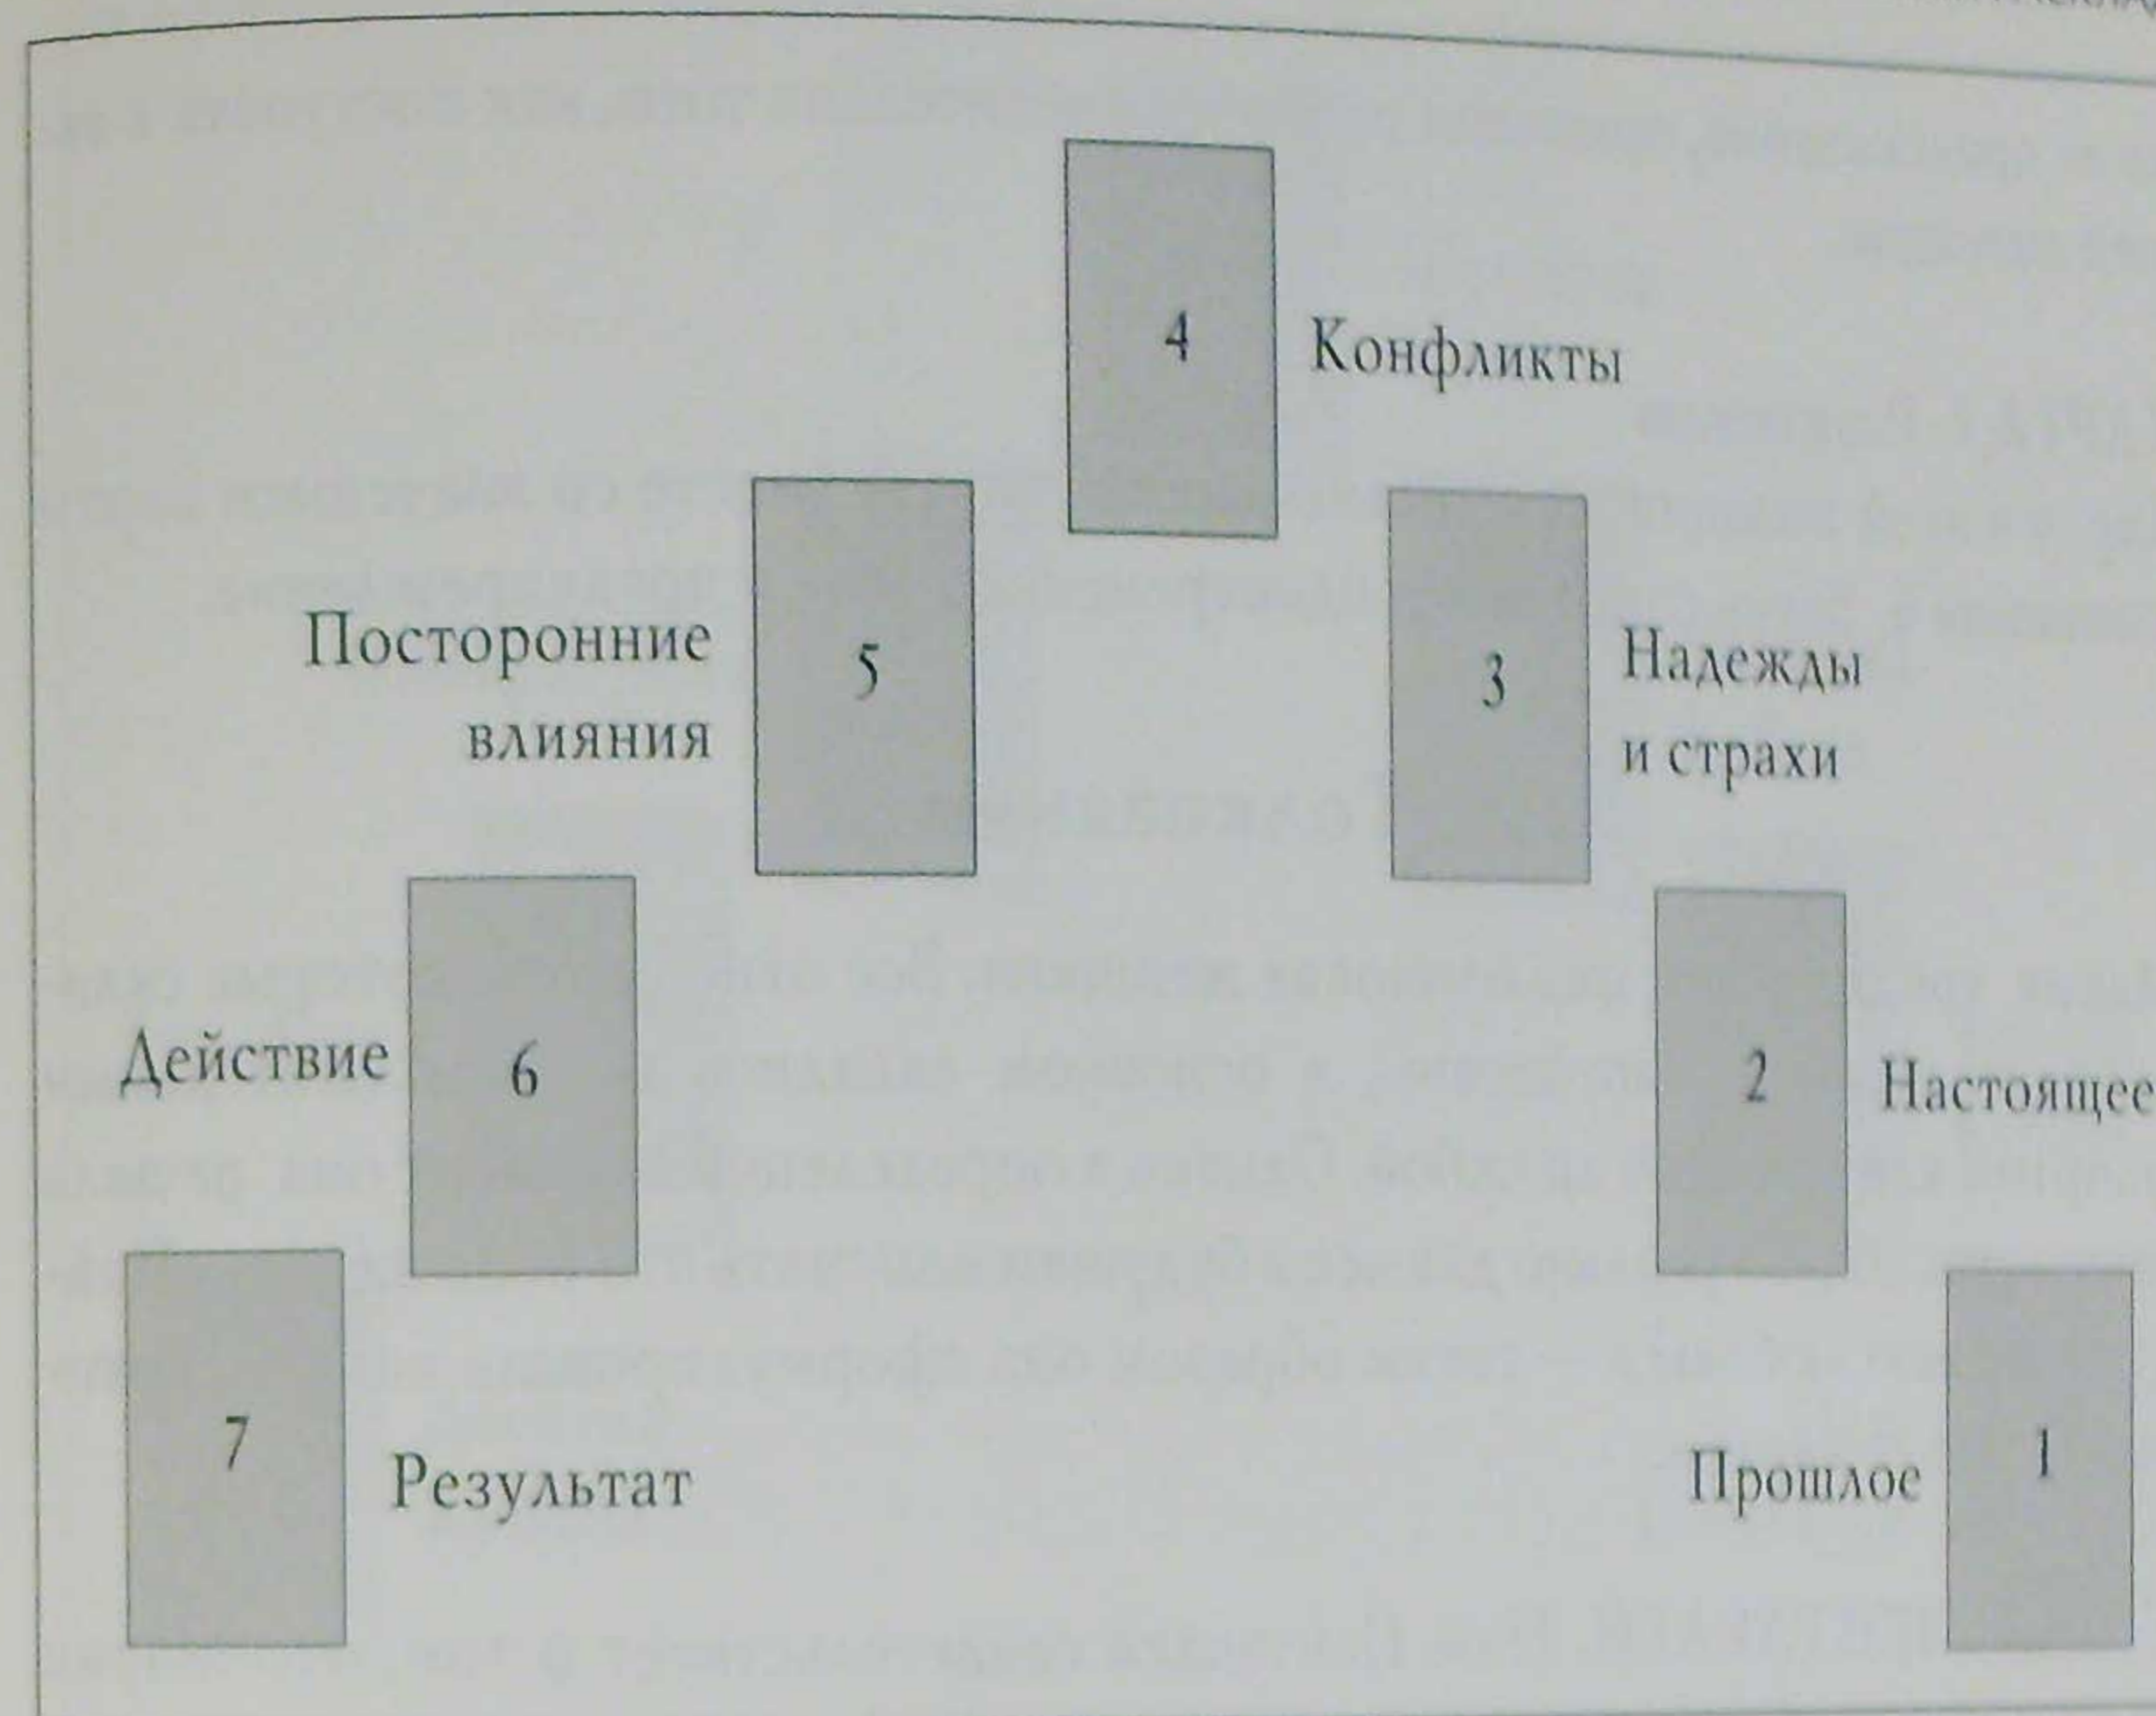 4
Конфликты
5
Посторонние
влияния
3
Надежды
и страхи
6
Действие
2
Настоящее
7
Результат
1
Прошлое